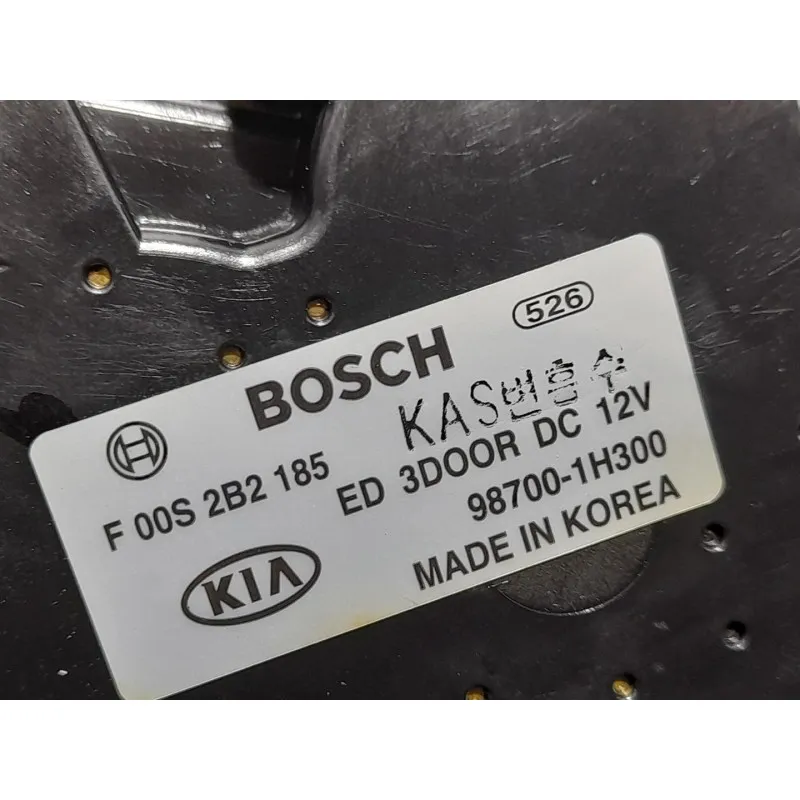 526
BOSCH
KAS변흥수
F 00S 2B2 185
ED 3DOOR DC 12V
98700-1H300
KIA
MADE IN KOREA